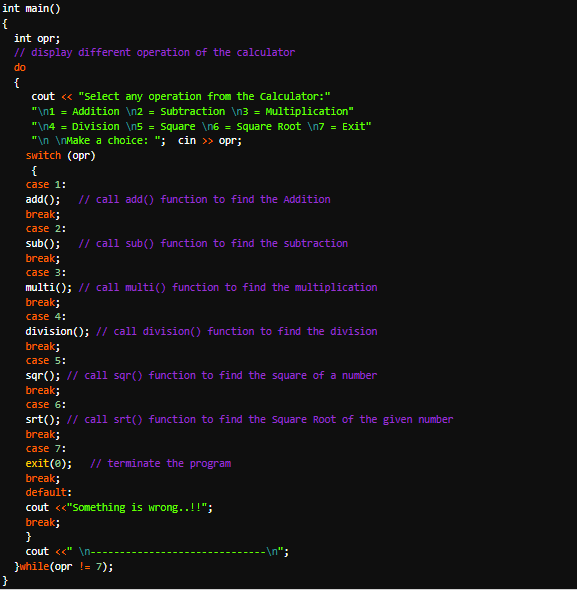 int main()
{
int opr;
// display different operation of the calculator
do
{
cout << "Select any operation from the Calculator:"
"\n1 = Addition \n2 = Subtraction \n3 = Multiplication"
"\n4 = Division \n5 = Square \n6 = Square Root \n7 = Exit"
"\n \nMake a choice: ";  cin >> opr;
switch (opr)
{
case 1:
add();   // call add() function to find the Addition
break;
case 2:
sub();   // call sub() function to find the subtraction
break;
case 3:
multi(); // call multi() function to find the multiplication
break;
case 4:
division(); // call division() function to find the division
break;
case 5:
sqr(); // call sqr() function to find the square of a number
break;
case 6:
srt(); // call srt() function to find the Square Root of the given number
break;
case 7:
exit(0);   // terminate the program
break;
default:
cout <<"Something is wrong..!!";
break;
}
cout <<" \n------------------------------\n";
}while(opr != 7);
}